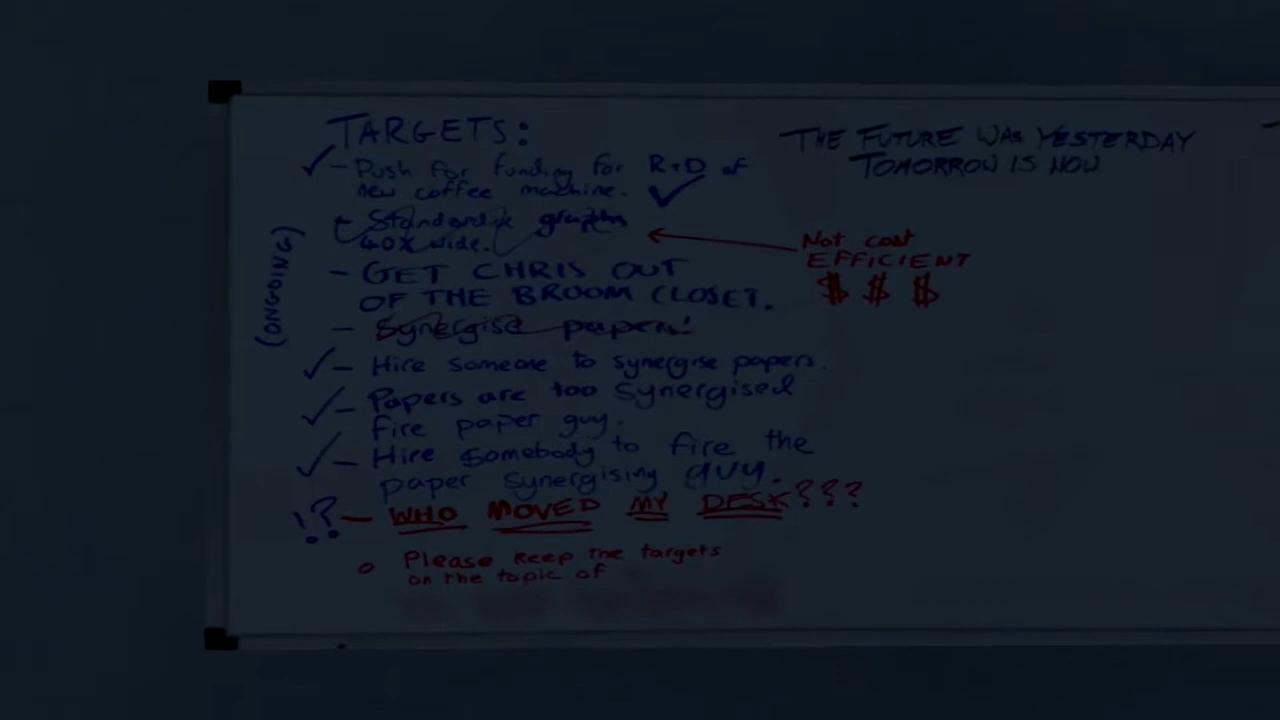 TARGETS:
- Push for funding for R+D of
new coffee machine.
- Standardize graphs
40x wide.
- GET CHRIS OUT
OF THE BROOM CLOSET.
(ONGOING)
- Synergise papers!
- Hire someone to synergise papers.
- Papers are too synergised
fire paper guy.
- Hire somebody to fire the
paper synergising guy.
!? - WHO MOVED MY DESK???
o Please keep the targets
on the topic of
THE FUTURE WAS YESTERDAY
TOMORROW IS NOW
Not cost
EFFICIENT
$ $ $